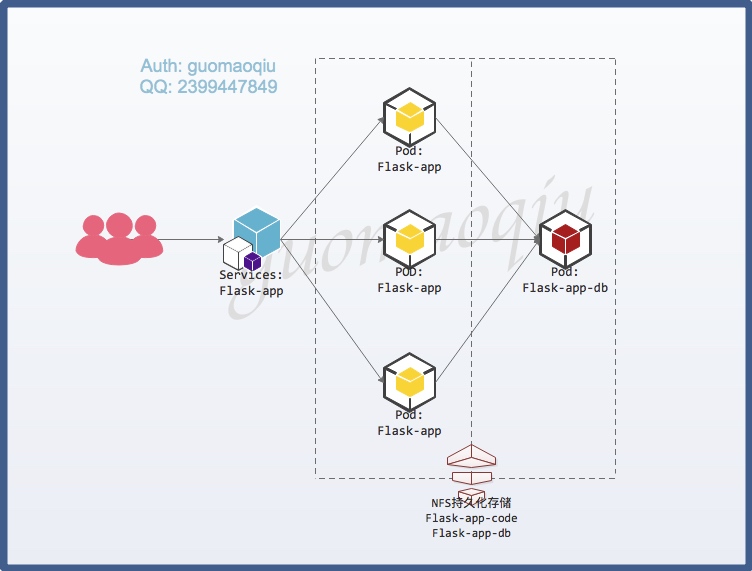 Auth: guomaoqiu
QQ: 2399447849
Pod:
Flask-app
guomaoqiu
Services:
Flask-app
POD:
Flask-app
Pod:
Flask-app-db
Pod:
Flask-app
NFS持久化存储
Flask-app-code
Flask-app-db